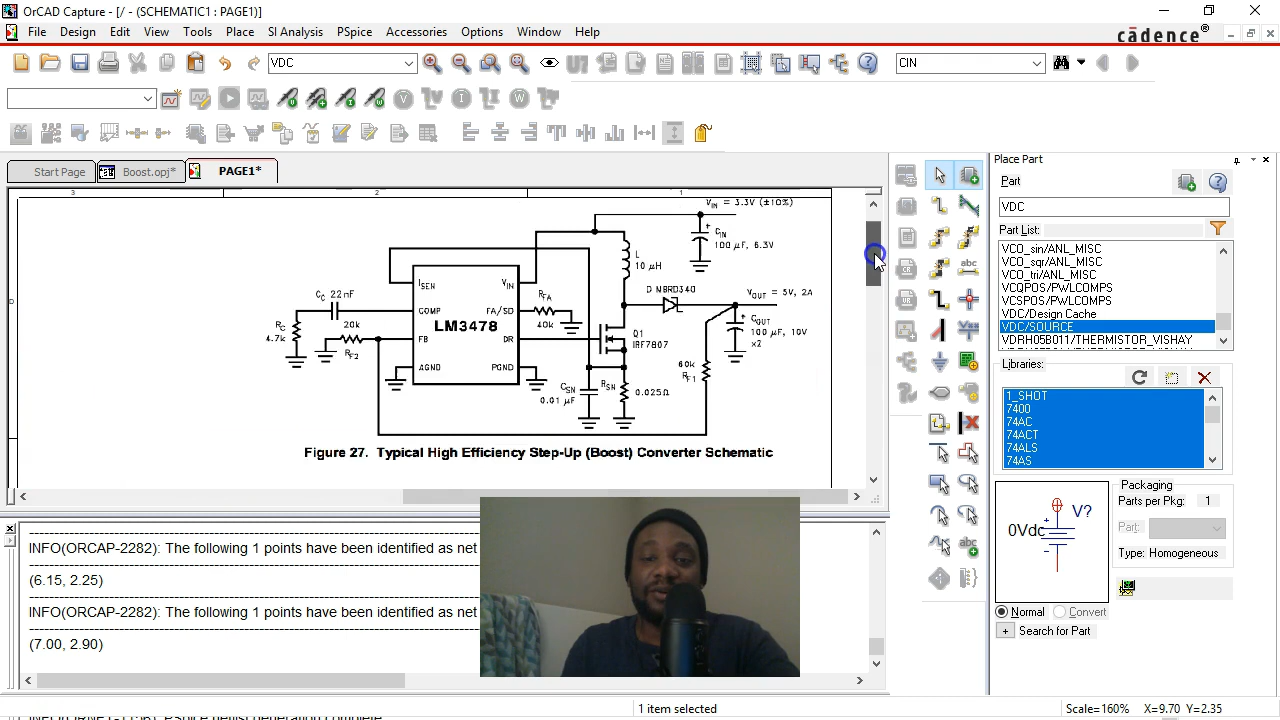 OrCAD Capture - [/ - (SCHEMATIC1 : PAGE1)]
File Design Edit View Tools Place SI Analysis PSpice Accessories Options Window Help
cādence®
VDC
U?
CIN
V I W
Start Page
Boost.opj*
PAGE1*
3 2 1
VIN = 3.3V (±10%)
+ CIN
100 µF, 6.3V
L
10 µH
ISEN
VIN
CC 22nF
COMP
FA/SD
RFA
40k
D MBRD340
VOUT = 5V, 2A
RC
4.7k
20k
RF2
LM3478
FB
DR
Q1
IRF7807
+ COUT
100 µF, 10V
x2
60k
RF1
AGND
PGND
CSN
0.01 µF
RSN
0.025Ω
Figure 27. Typical High Efficiency Step-Up (Boost) Converter Schematic
INFO(ORCAP-2282): The following 1 points have been identified as net
(6.15, 2.25)
INFO(ORCAP-2282): The following 1 points have been identified as net
(7.00, 2.90)
abc
abc
Place Part
Part
VDC
Part List:
VCO_sin/ANL_MISC
VCO_sqr/ANL_MISC
VCO_tri/ANL_MISC
VCQPOS/PWLCOMPS
VCSPOS/PWLCOMPS
VDC/Design Cache
VDC/SOURCE
VDRH05B011/THERMISTOR_VISHAY
Libraries:
1_SHOT
7400
74AC
74ACT
74ALS
74AS
V?
0Vdc
+
-
Packaging
Parts per Pkg: 1
Part:
Type: Homogeneous
Normal Convert
+ Search for Part
1 item selected
Scale=160% X=9.70 Y=2.35